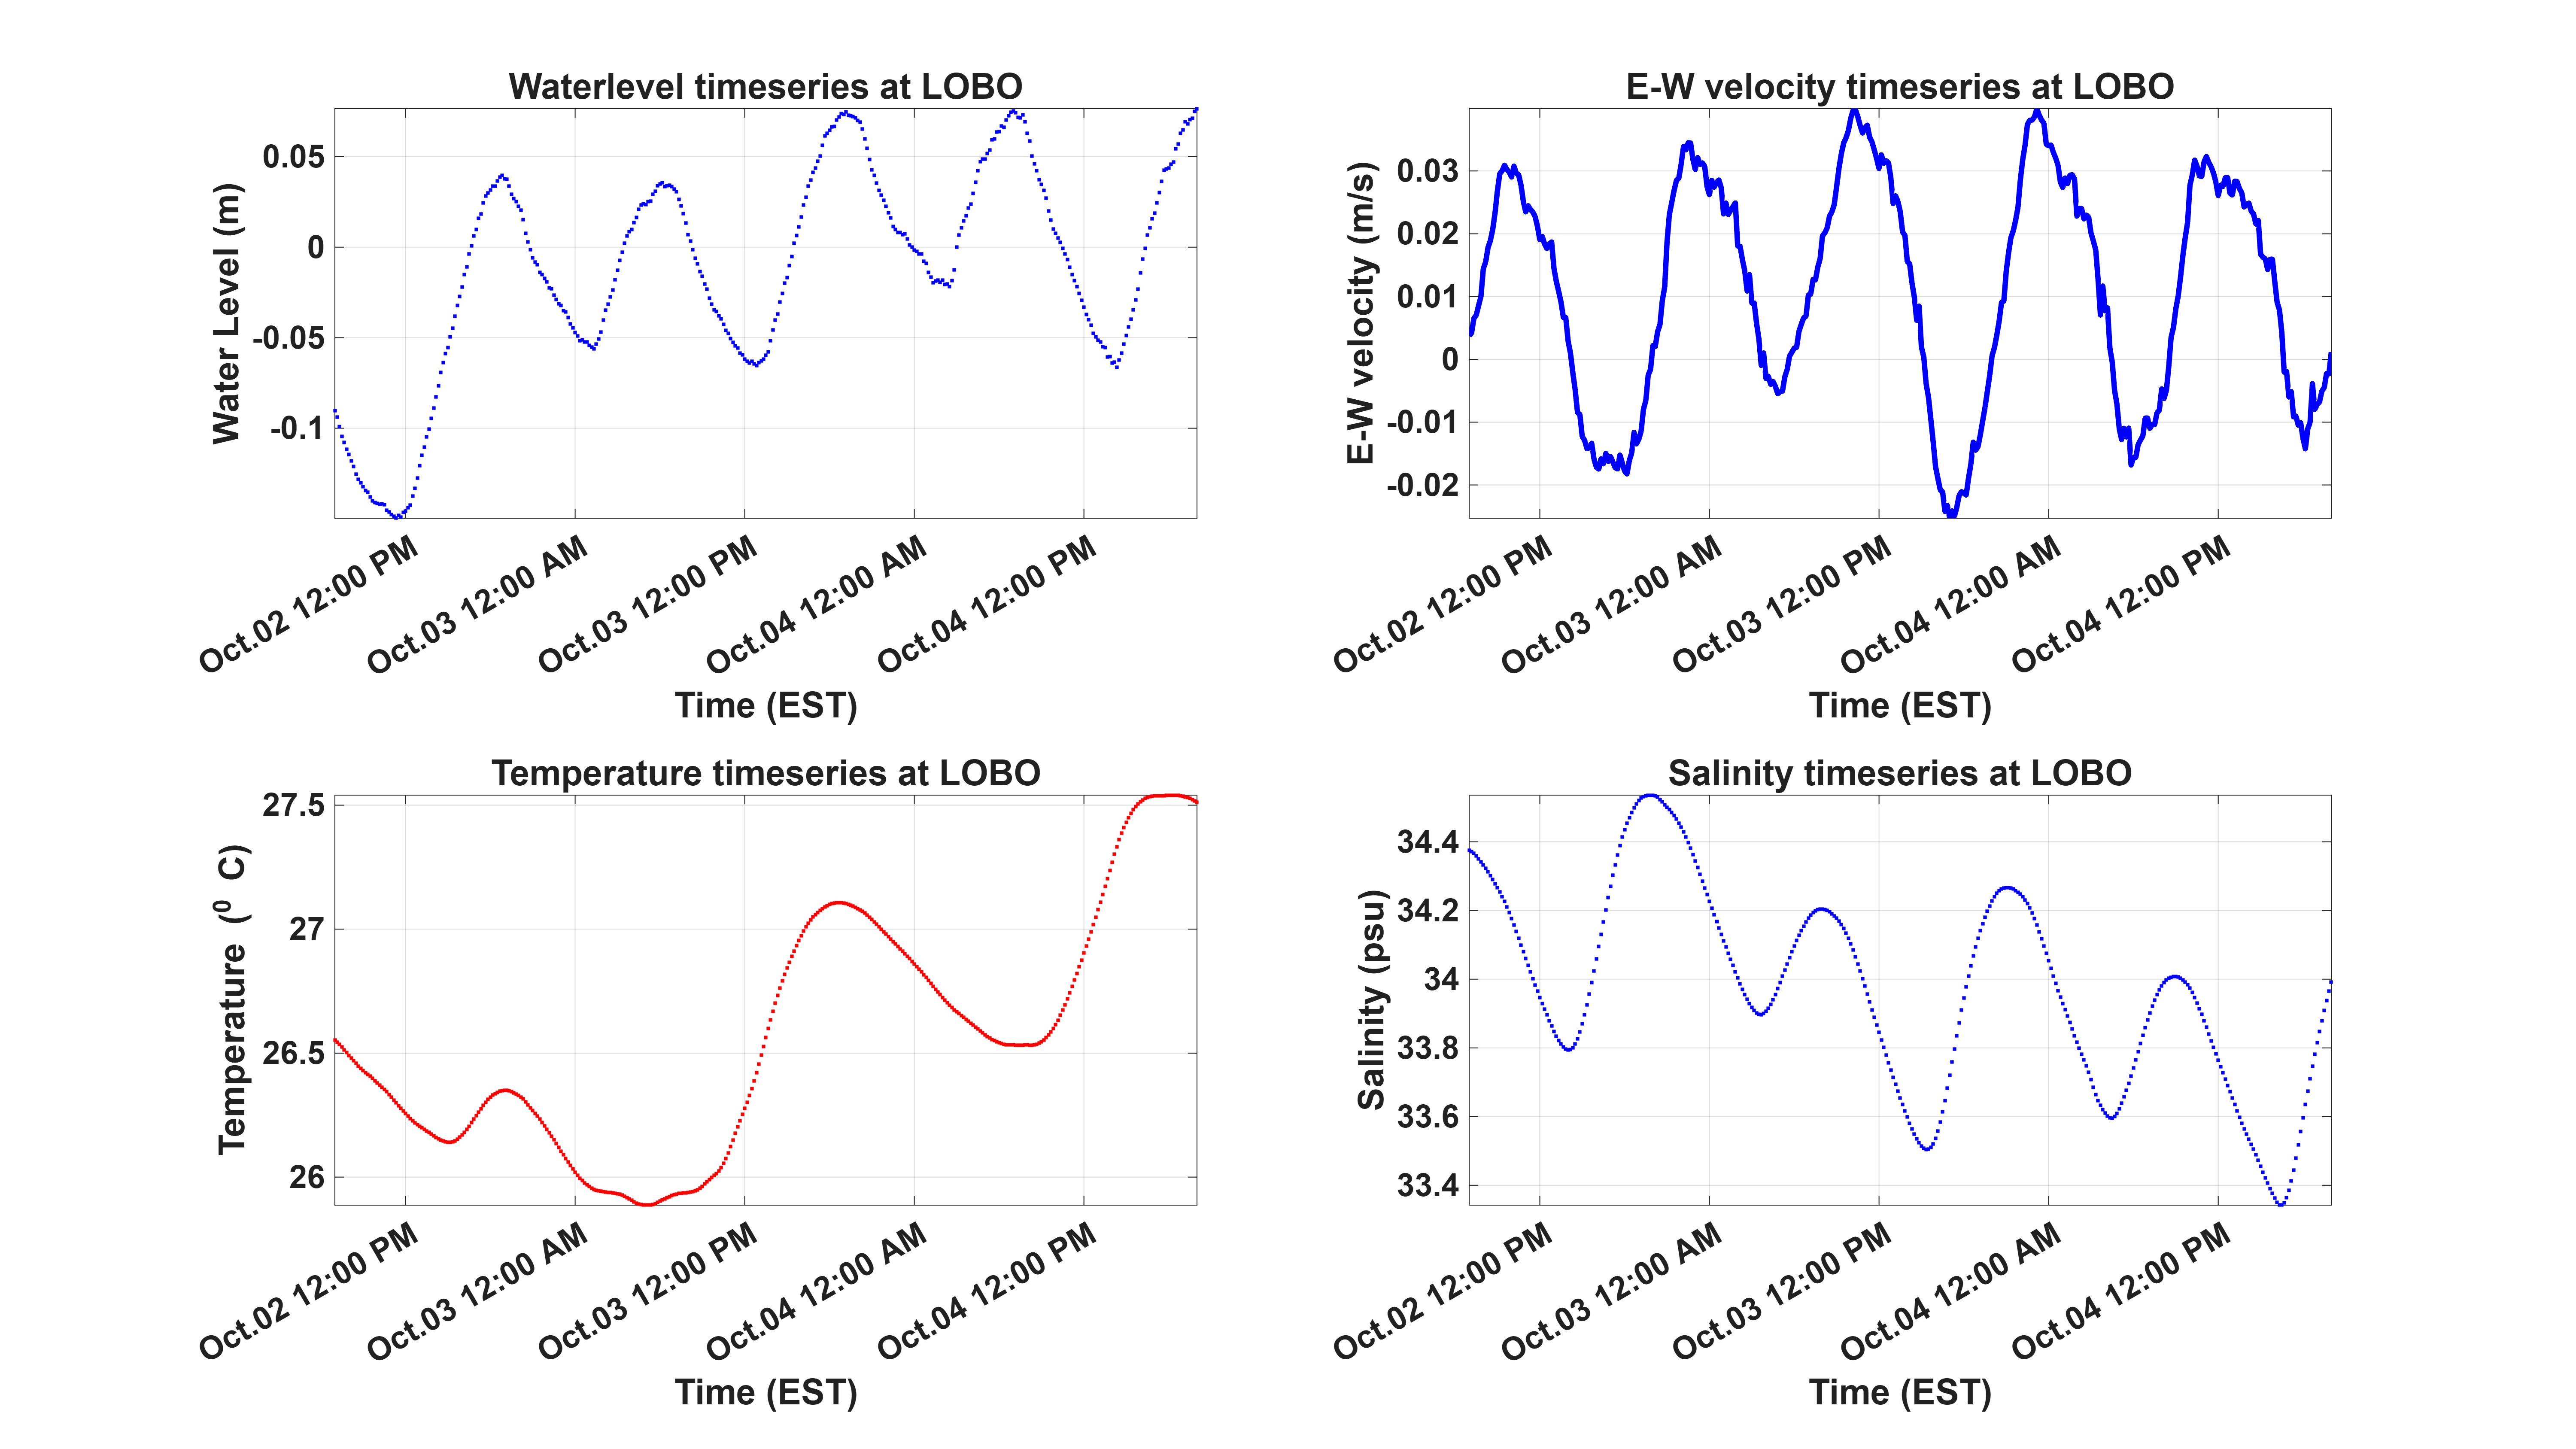 Waterlevel timeseries at LOBO
Water Level (m)
0.05
0
-0.05
-0.1
Oct.02 12:00 PM
Oct.03 12:00 AM
Oct.03 12:00 PM
Oct.04 12:00 AM
Oct.04 12:00 PM
Time (EST)
E-W velocity timeseries at LOBO
E-W velocity (m/s)
0.03
0.02
0.01
0
-0.01
-0.02
Oct.02 12:00 PM
Oct.03 12:00 AM
Oct.03 12:00 PM
Oct.04 12:00 AM
Oct.04 12:00 PM
Time (EST)
Temperature timeseries at LOBO
Temperature (⁰ C)
27.5
27
26.5
26
Oct.02 12:00 PM
Oct.03 12:00 AM
Oct.03 12:00 PM
Oct.04 12:00 AM
Oct.04 12:00 PM
Time (EST)
Salinity timeseries at LOBO
Salinity (psu)
34.4
34.2
34
33.8
33.6
33.4
Oct.02 12:00 PM
Oct.03 12:00 AM
Oct.03 12:00 PM
Oct.04 12:00 AM
Oct.04 12:00 PM
Time (EST)